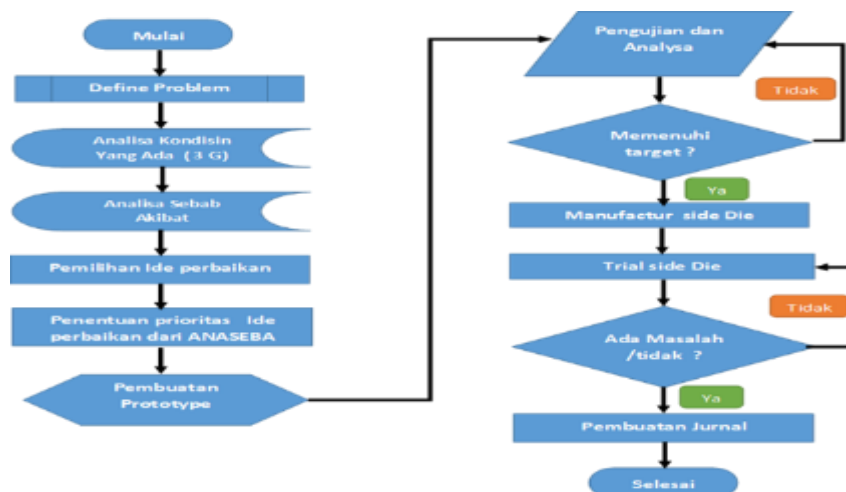 Mulai
Define Problem
Analisa Kondisin
Yang Ada ( 3 G)
Analisa Sebab
Akibat
Pemilihan Ide perbaikan
Penentuan prioritas Ide
perbaikan dari ANASEBA
Pembuatan
Prototype
Pengujian dan
Analysa
Tidak
Memenuhi
target ?
Ya
Manufactur side Die
Trial side Die
Tidak
Ada Masalah
/tidak ?
Ya
Pembuatan Jurnal
Selesai